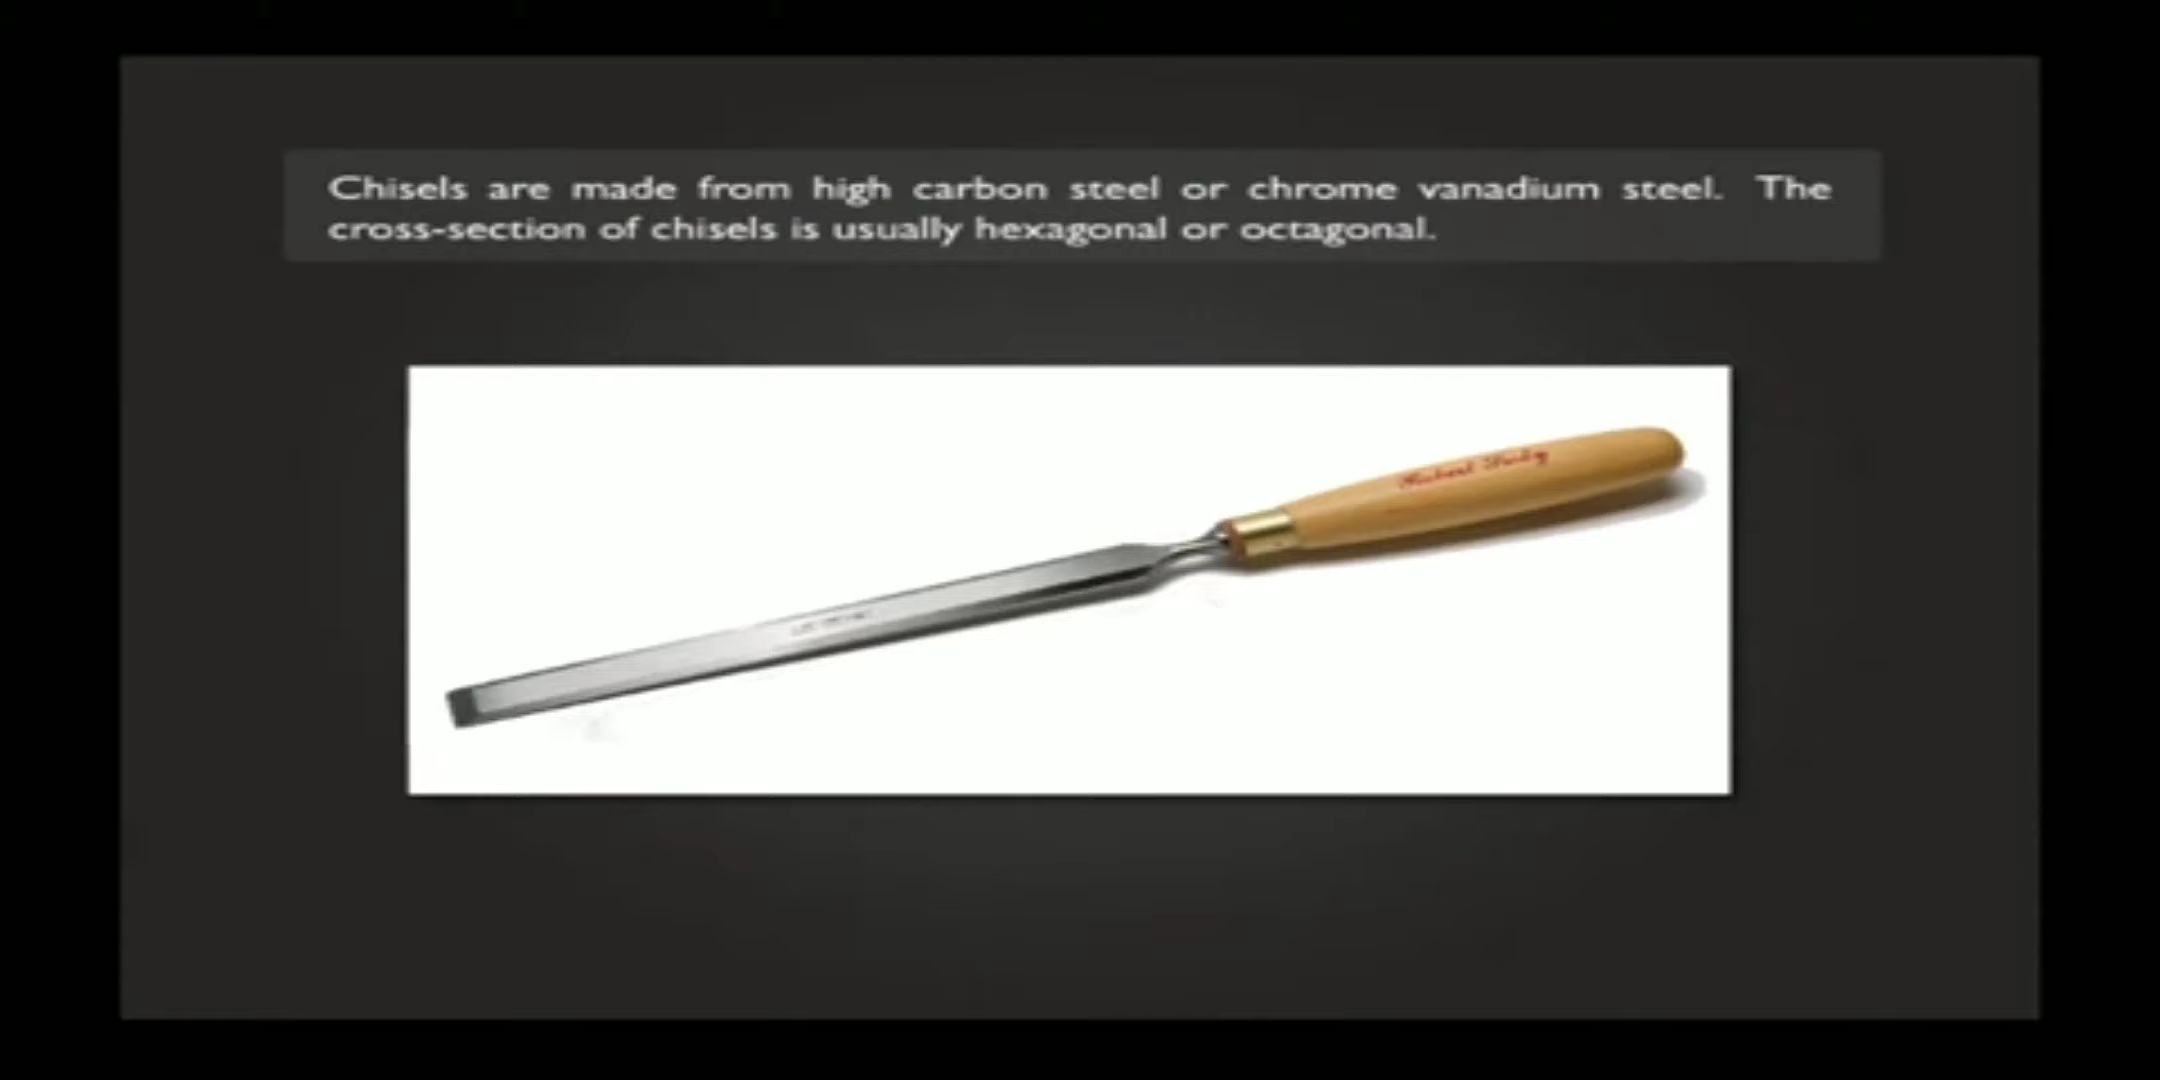 Chisels are made from high carbon steel or chrome vanadium steel. The
cross-section of chisels is usually hexagonal or octagonal.